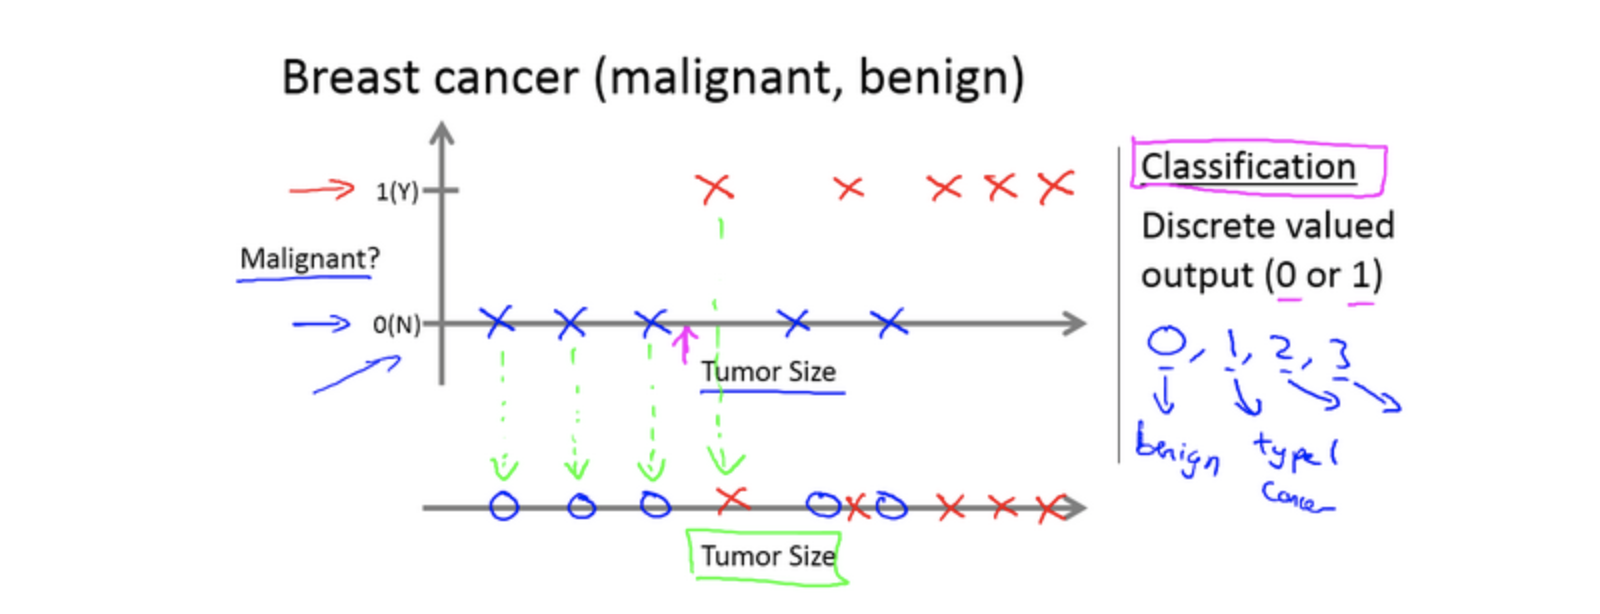 Breast cancer (malignant, benign)
1(Y)
Malignant?
0(N)
Tumor Size
Tumor Size
Classification
Discrete valued
output (0 or 1)
0, 1, 2, 3
benign type 1
cancer